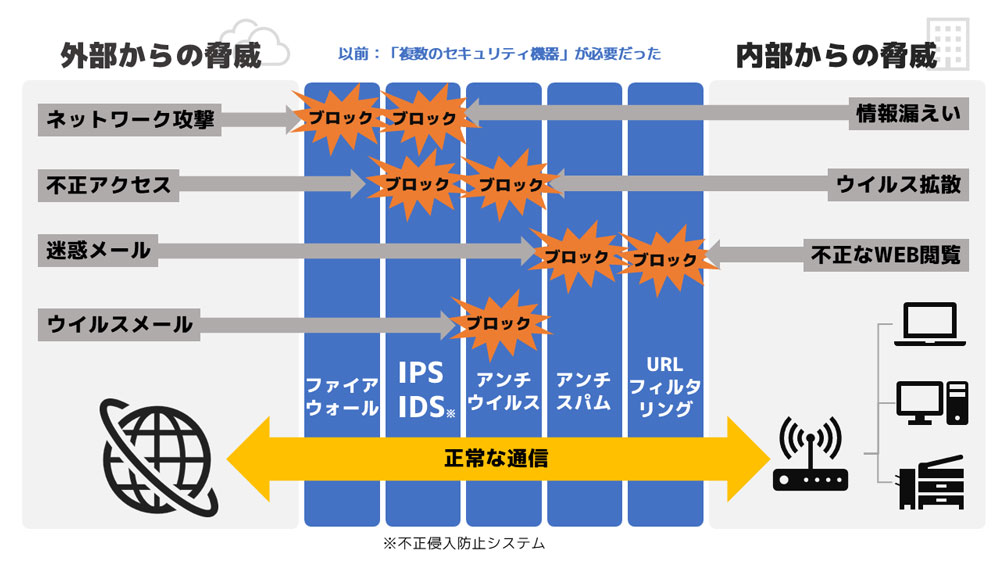 外部からの脅威
以前：「複数のセキュリティ機器」が必要だった
内部からの脅威
ネットワーク攻撃
ブロック
ブロック
情報漏えい
不正アクセス
ブロック
ブロック
ウイルス拡散
迷惑メール
ブロック
ブロック
不正なWEB閲覧
ウイルスメール
ブロック
ファイア
ウォール
IPS
IDS※
アンチ
ウイルス
アンチ
スパム
URL
フィルタ
リング
正常な通信
※不正侵入防止システム